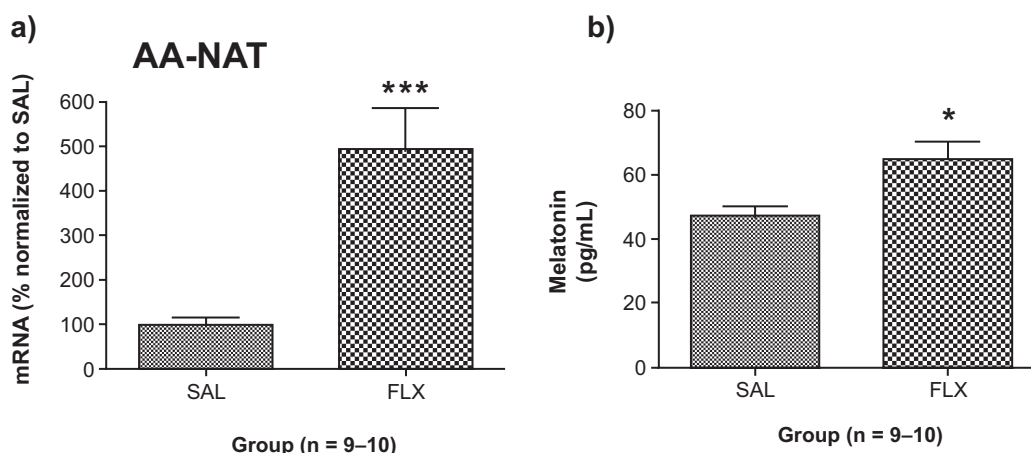 a)
AA-NAT
mRNA (% normalized to SAL)
600
500
400
300
200
100
0
***
SAL
FLX
Group (n = 9–10)
b)
Melatonin
(pg/mL)
80
60
40
20
0
*
SAL
FLX
Group (n = 9–10)